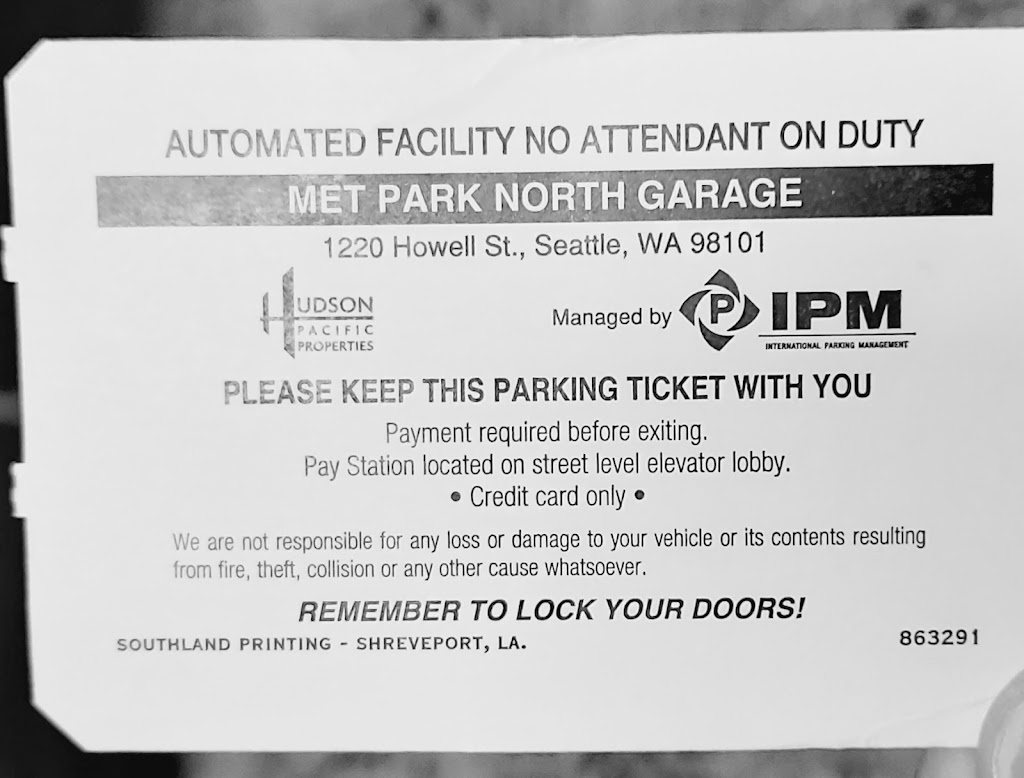 AUTOMATED FACILITY NO ATTENDANT ON DUTY
MET PARK NORTH GARAGE
1220 Howell St., Seattle, WA 98101
HUDSON
PACIFIC
PROPERTIES
Managed by P IPM
INTERNATIONAL PARKING MANAGEMENT
PLEASE KEEP THIS PARKING TICKET WITH YOU
Payment required before exiting.
Pay Station located on street level elevator lobby.
• Credit card only •
We are not responsible for any loss or damage to your vehicle or its contents resulting
from fire, theft, collision or any other cause whatsoever.
REMEMBER TO LOCK YOUR DOORS!
SOUTHLAND PRINTING - SHREVEPORT, LA. 863291